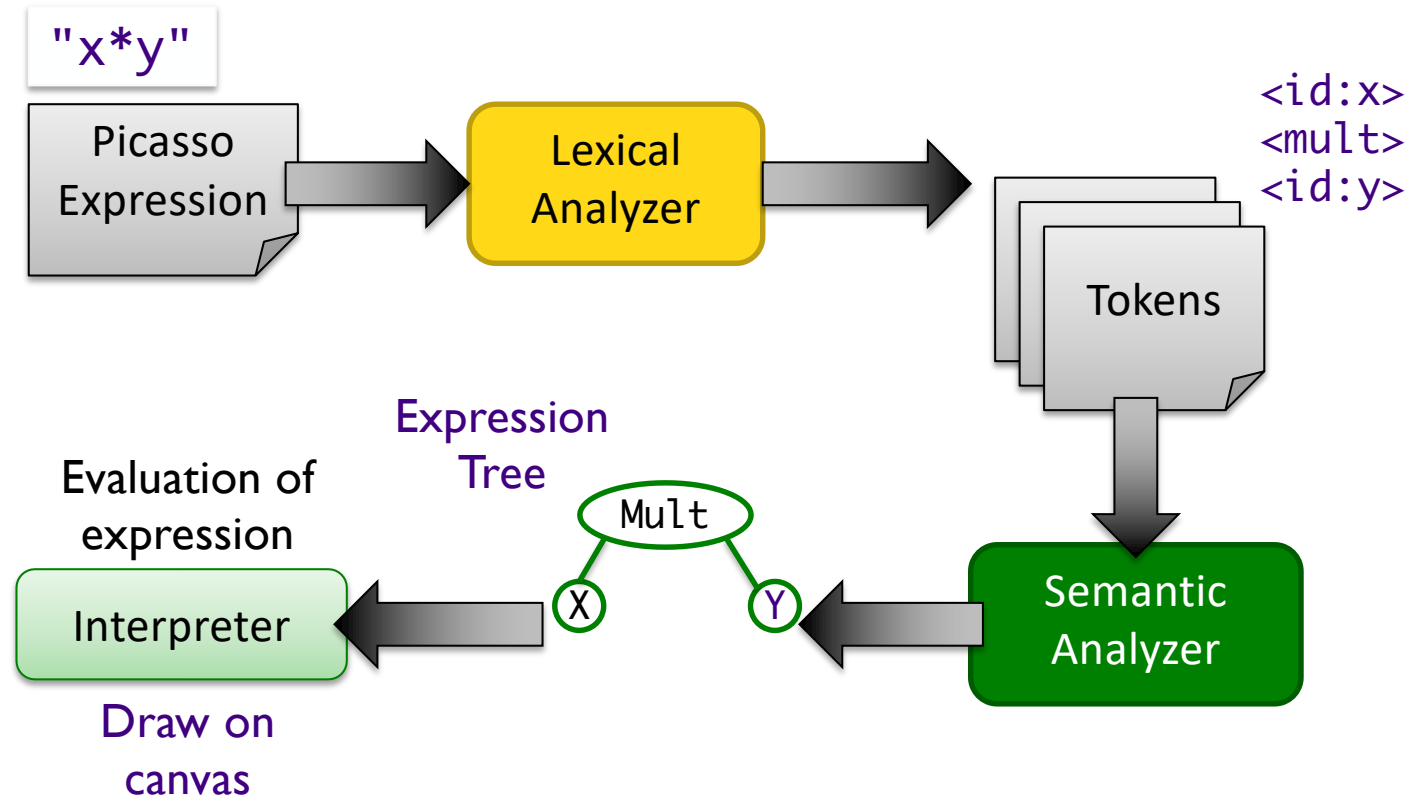 "x*y"
Picasso
Expression
Lexical
Analyzer
<id:x>
<mult>
<id:y>
Tokens
Semantic
Analyzer
Expression
Tree
Mult
X
Y
Evaluation of
expression
Interpreter
Draw on
canvas